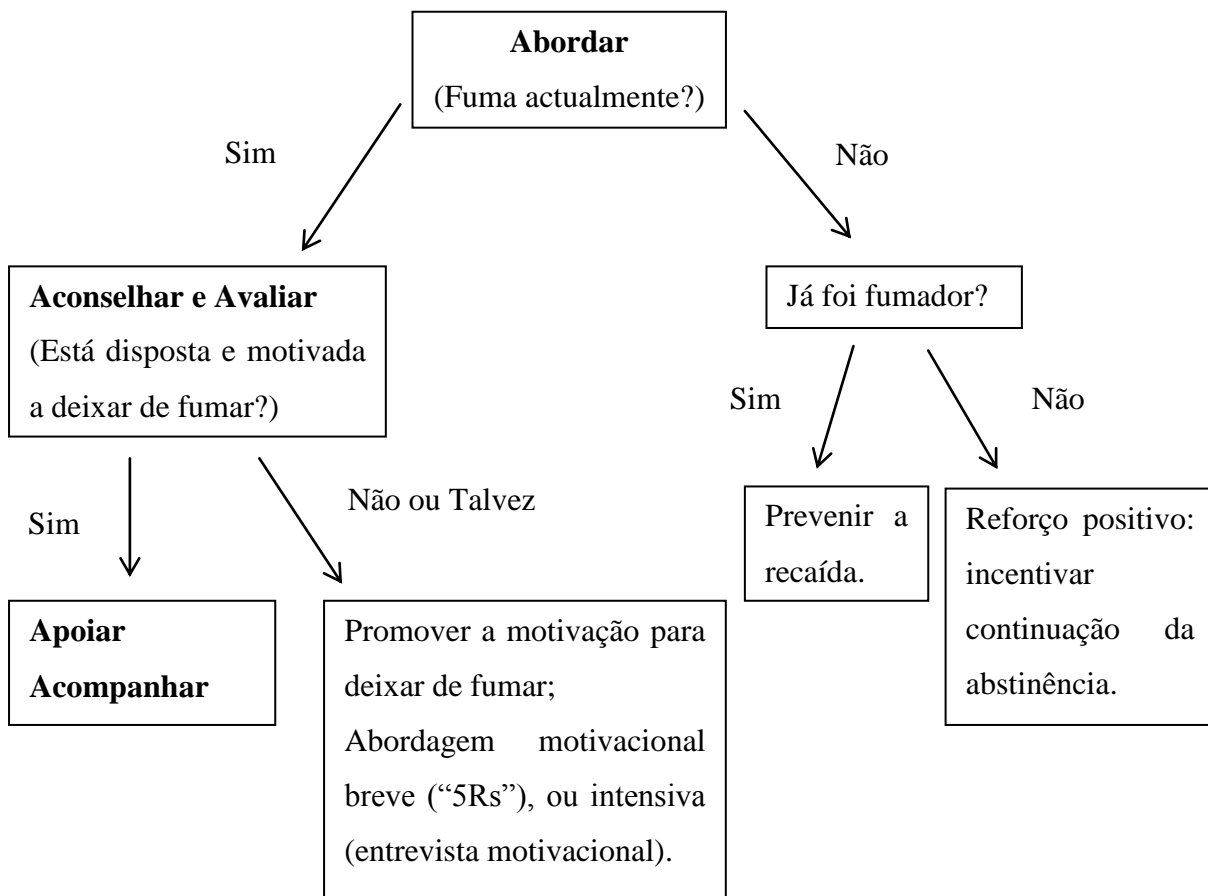 Abordar
(Fuma actualmente?)
Sim
Não
Aconselhar e Avaliar
(Está disposta e motivada
a deixar de fumar?)
Já foi fumador?
Sim
Não ou Talvez
Sim
Não
Apoiar
Acompanhar
Promover a motivação para
deixar de fumar;
Abordagem motivacional
breve (“5Rs”), ou intensiva
(entrevista motivacional).
Prevenir a
recaída.
Reforço positivo:
incentivar
continuação da
abstinência.